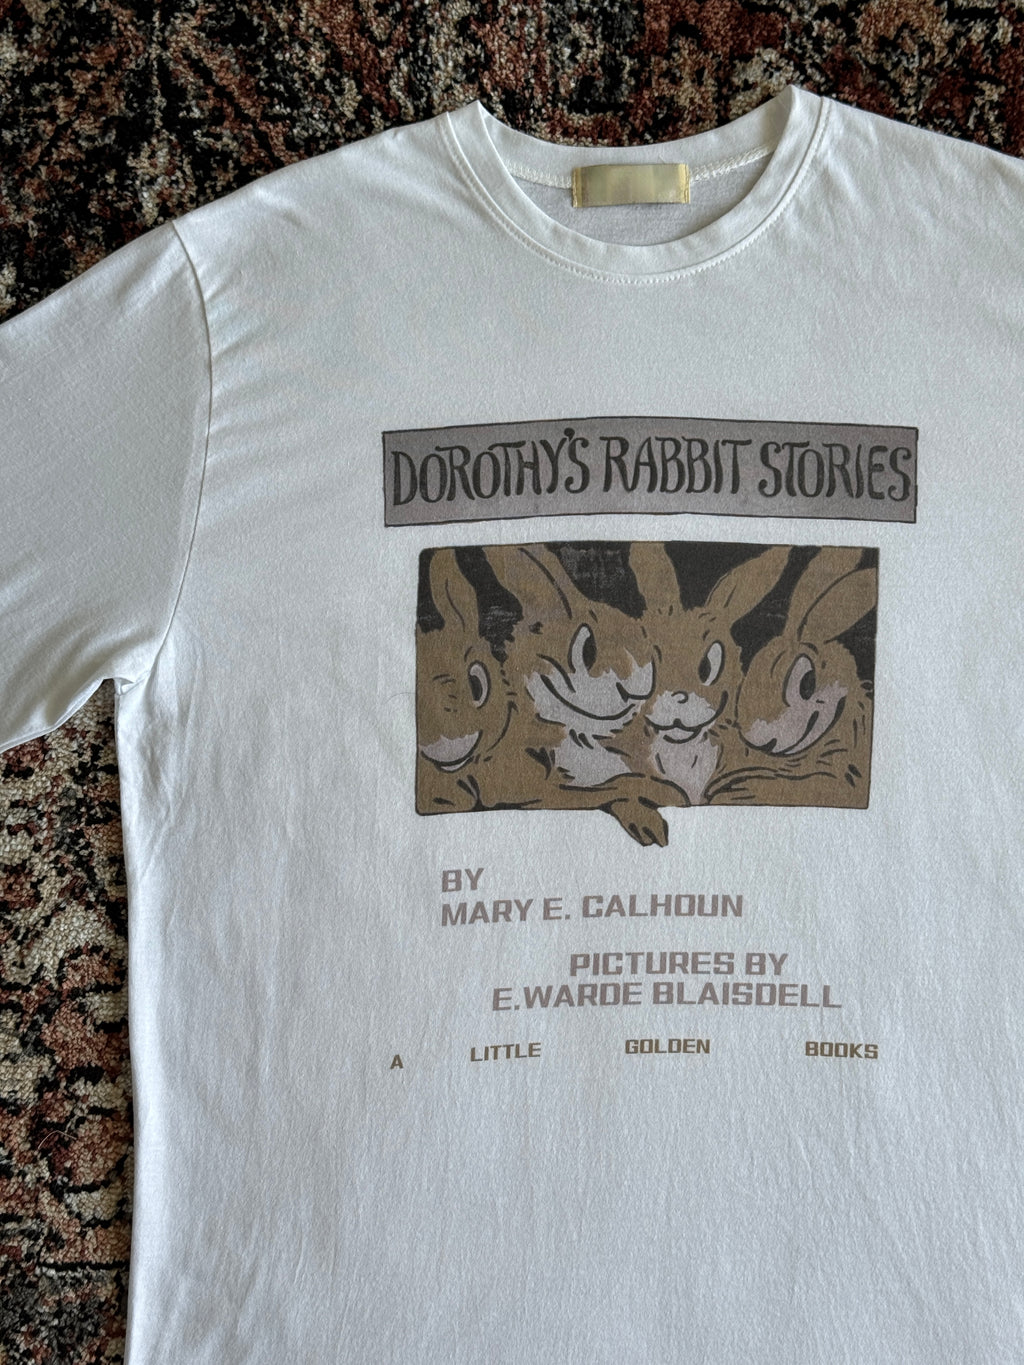 DOROTHY'S RABBIT STORIES
BY
MARY E. CALHOUN
PICTURES BY
E.WARDE BLAISDELL
A LITTLE GOLDEN BOOKS